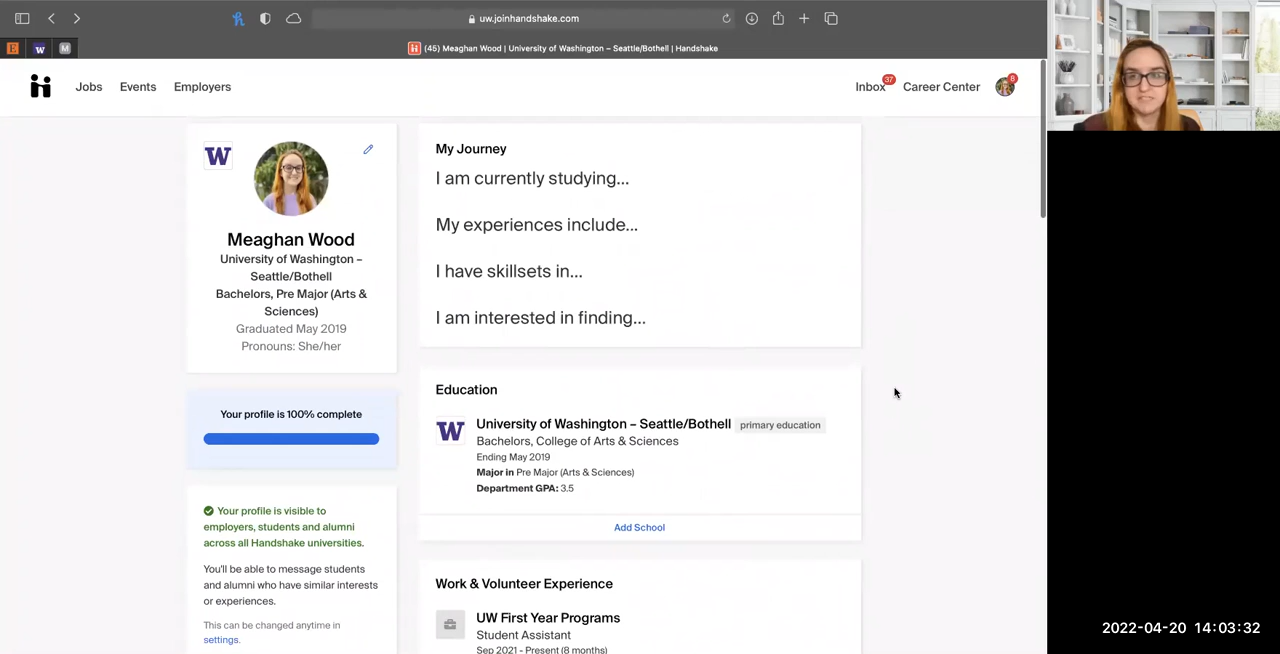 uw.joinhandshake.com
E W M
(45) Meaghan Wood | University of Washington – Seattle/Bothell | Handshake
Jobs Events Employers
Inbox 37 Career Center 8
W
Meaghan Wood
University of Washington –
Seattle/Bothell
Bachelors, Pre Major (Arts &
Sciences)
Graduated May 2019
Pronouns: She/her
Your profile is 100% complete
Your profile is visible to
employers, students and alumni
across all Handshake universities.
You'll be able to message students
and alumni who have similar interests
or experiences.
This can be changed anytime in
settings.
My Journey
I am currently studying...
My experiences include...
I have skillsets in...
I am interested in finding...
Education
W
University of Washington – Seattle/Bothell primary education
Bachelors, College of Arts & Sciences
Ending May 2019
Major in Pre Major (Arts & Sciences)
Department GPA: 3.5
Add School
Work & Volunteer Experience
UW First Year Programs
Student Assistant
Sep 2021 - Present (8 months)
2022-04-20 14:03:32